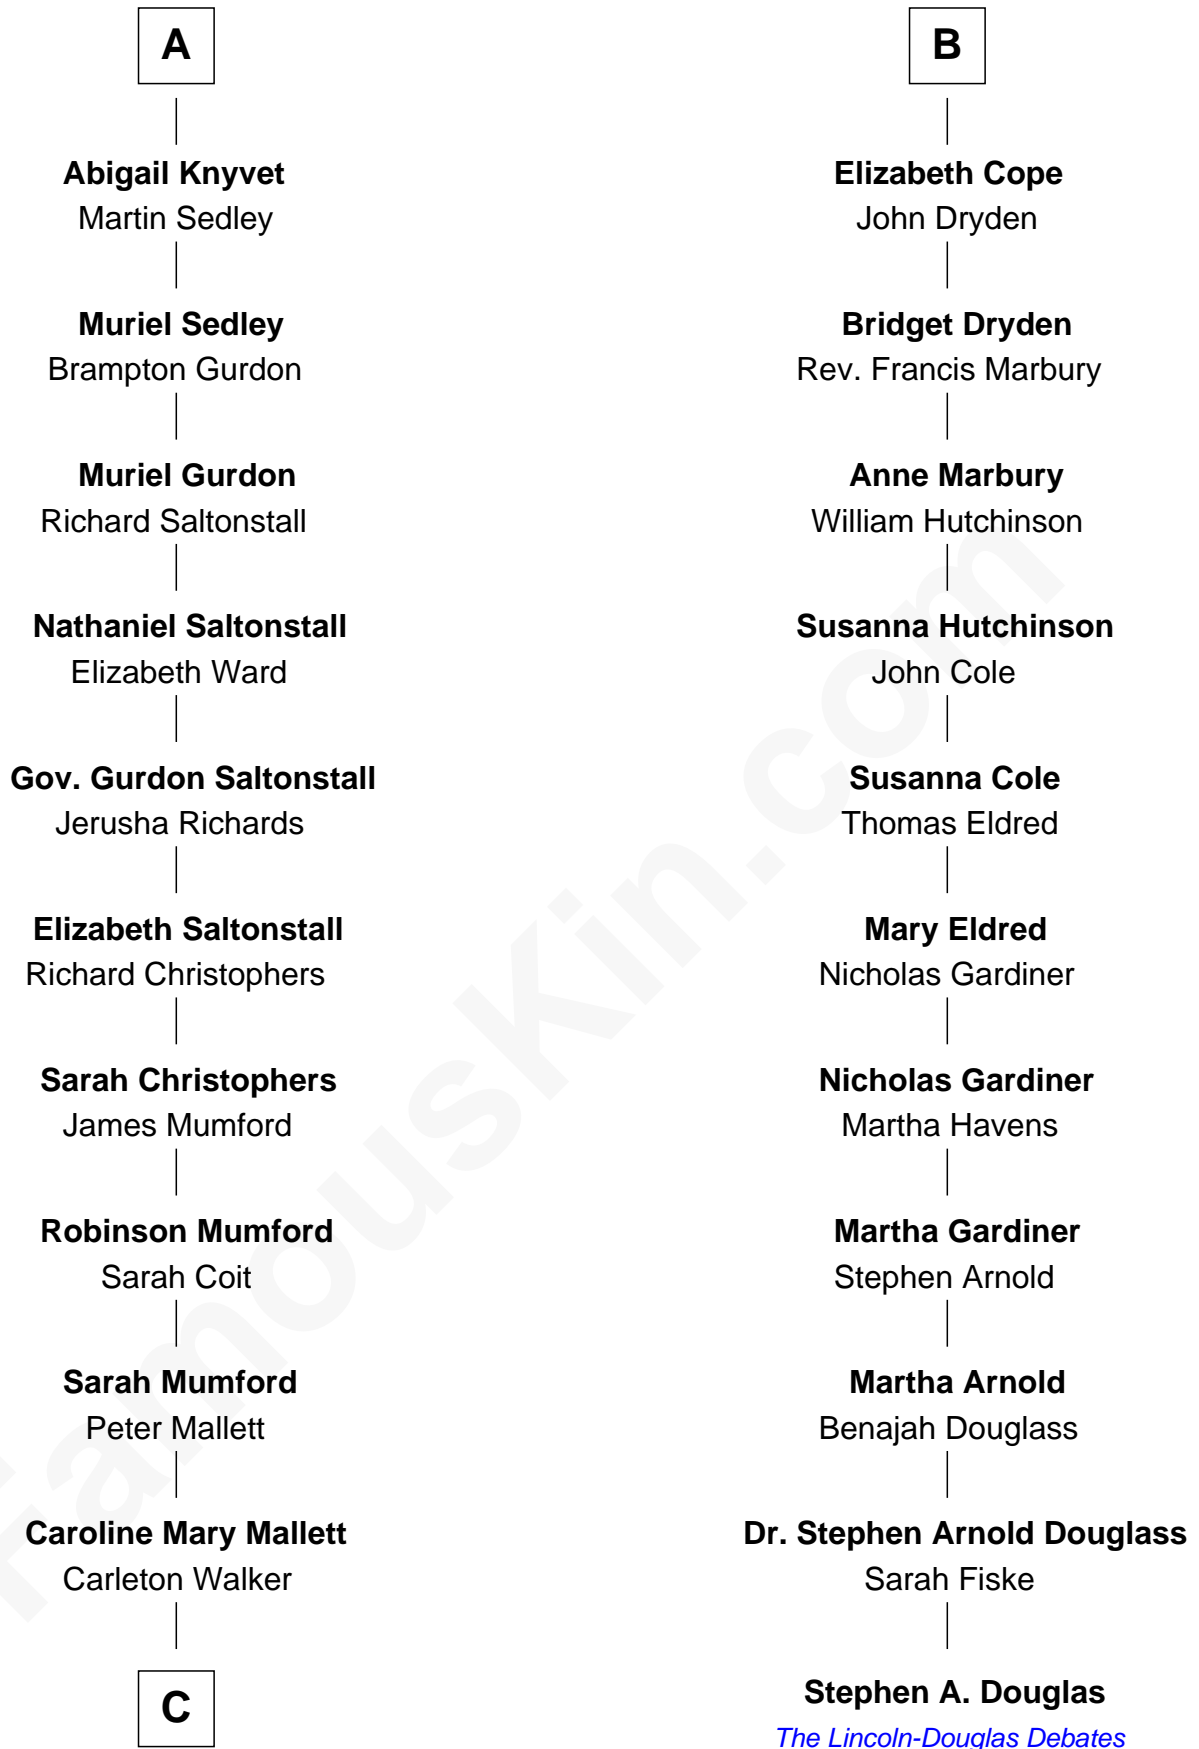 A
Abigail Knyvet
Martin Sedley
Muriel Sedley
Brampton Gurdon
Muriel Gurdon
Richard Saltonstall
Nathaniel Saltonstall
Elizabeth Ward
Gov. Gurdon Saltonstall
Jerusha Richards
Elizabeth Saltonstall
Richard Christophers
Sarah Christophers
James Mumford
Robinson Mumford
Sarah Coit
Sarah Mumford
Peter Mallett
Caroline Mary Mallett
Carleton Walker
C
B
Elizabeth Cope
John Dryden
Bridget Dryden
Rev. Francis Marbury
Anne Marbury
William Hutchinson
Susanna Hutchinson
John Cole
Susanna Cole
Thomas Eldred
Mary Eldred
Nicholas Gardiner
Nicholas Gardiner
Martha Havens
Martha Gardiner
Stephen Arnold
Martha Arnold
Benajah Douglass
Dr. Stephen Arnold Douglass
Sarah Fiske
Stephen A. Douglas
The Lincoln-Douglas Debates
FamousKin.com